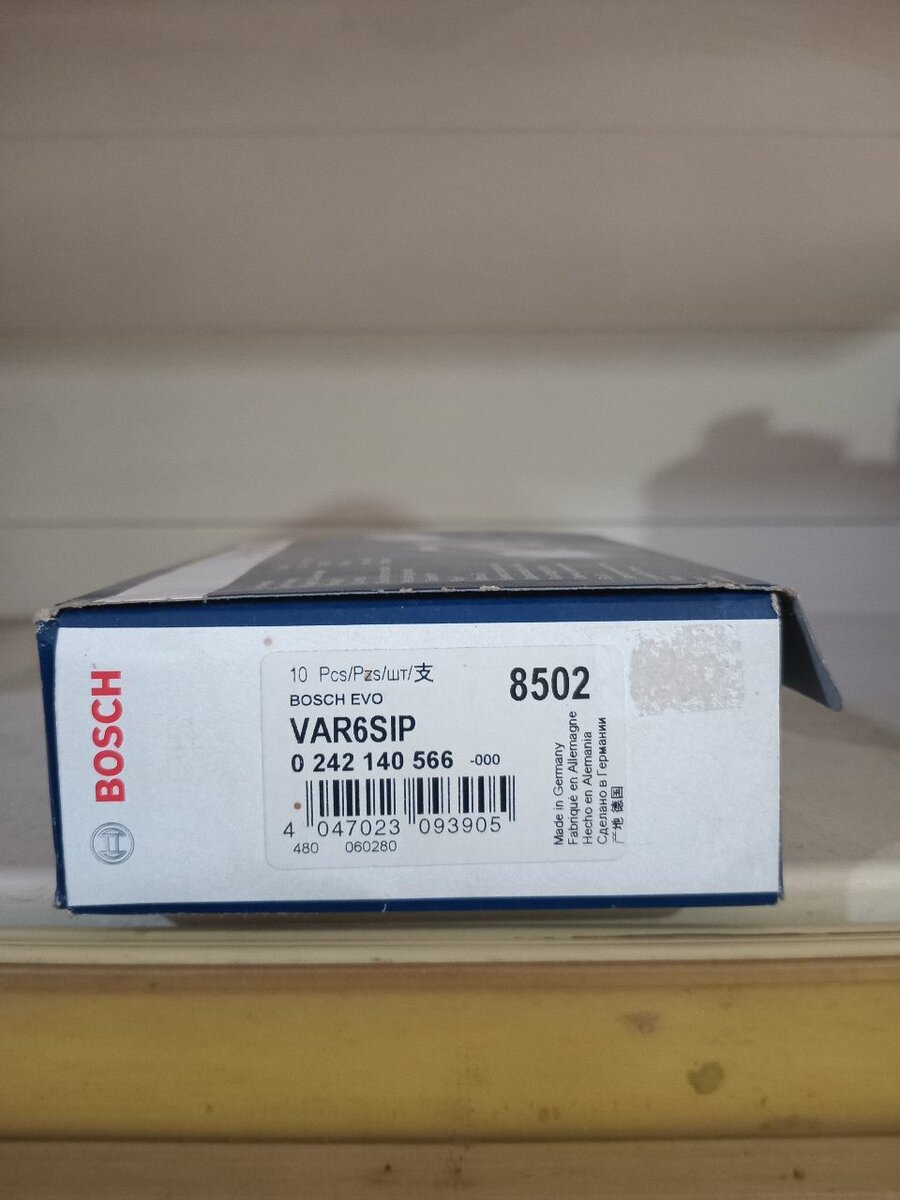 BOSCH
10 Pcs/Pzs/шт/支
8502
BOSCH EVO
VAR6SIP
0 242 140 566 -000
4 047023 093905
480 060280
Made in Germany
Fabriqué en Allemagne
Hecho en Alemania
Сделано в Германии
产地 德国